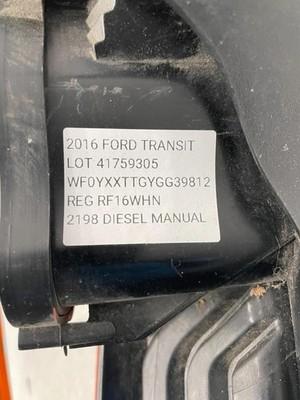 2016 FORD TRANSIT
LOT 41759305
WF0YXXTTGYGG39812
REG RF16WHN
2198 DIESEL MANUAL